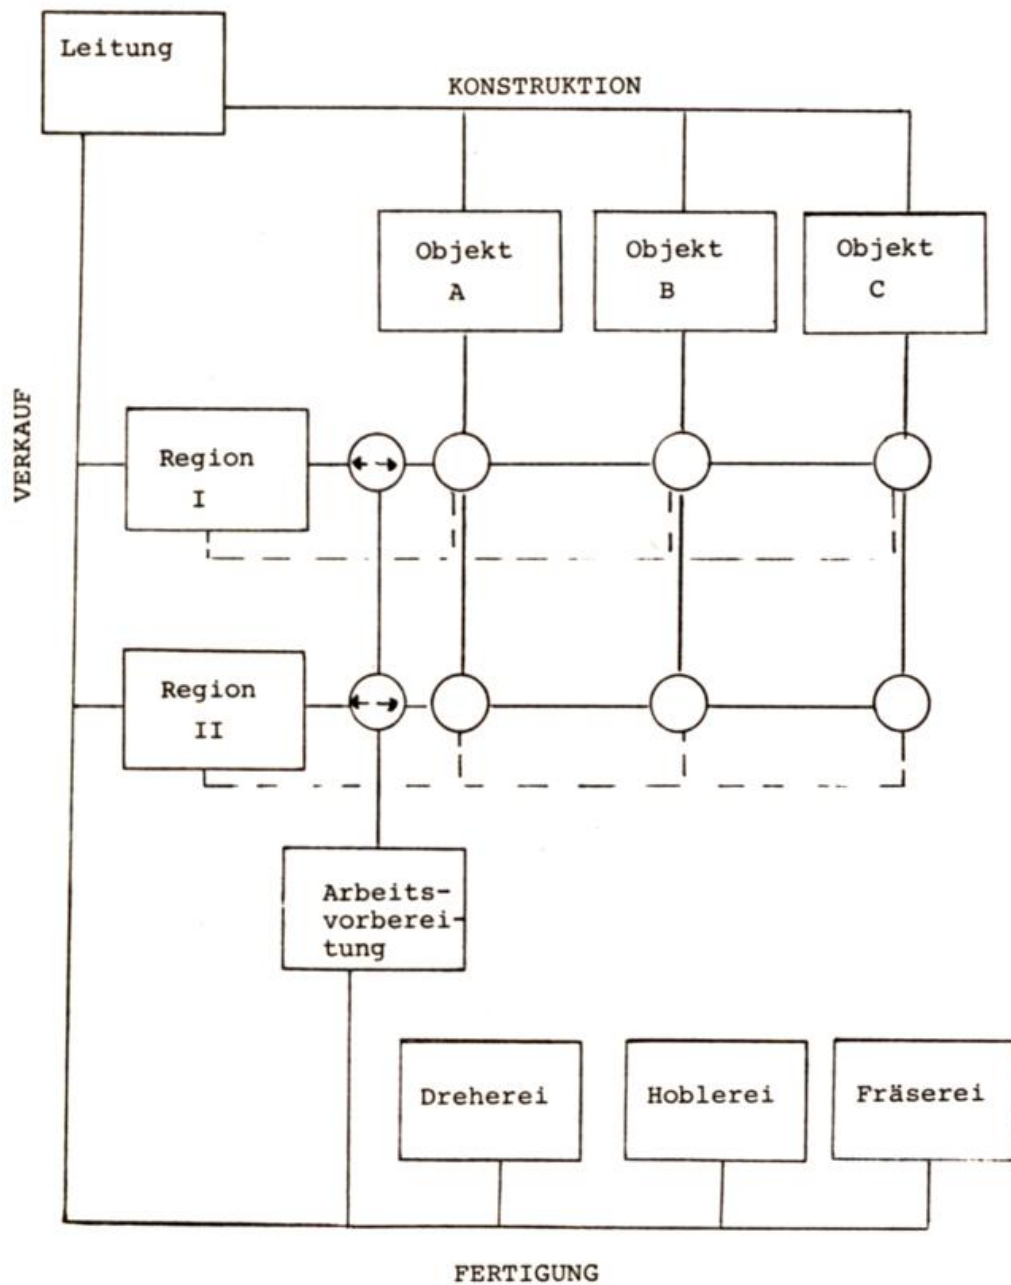 Leitung
KONSTRUKTION
Objekt
A
Objekt
B
Objekt
C
VERKAUF
Region
I
Region
II
Arbeits-
vorberei-
tung
Dreherei
Hoblerei
Fräserei
FERTIGUNG